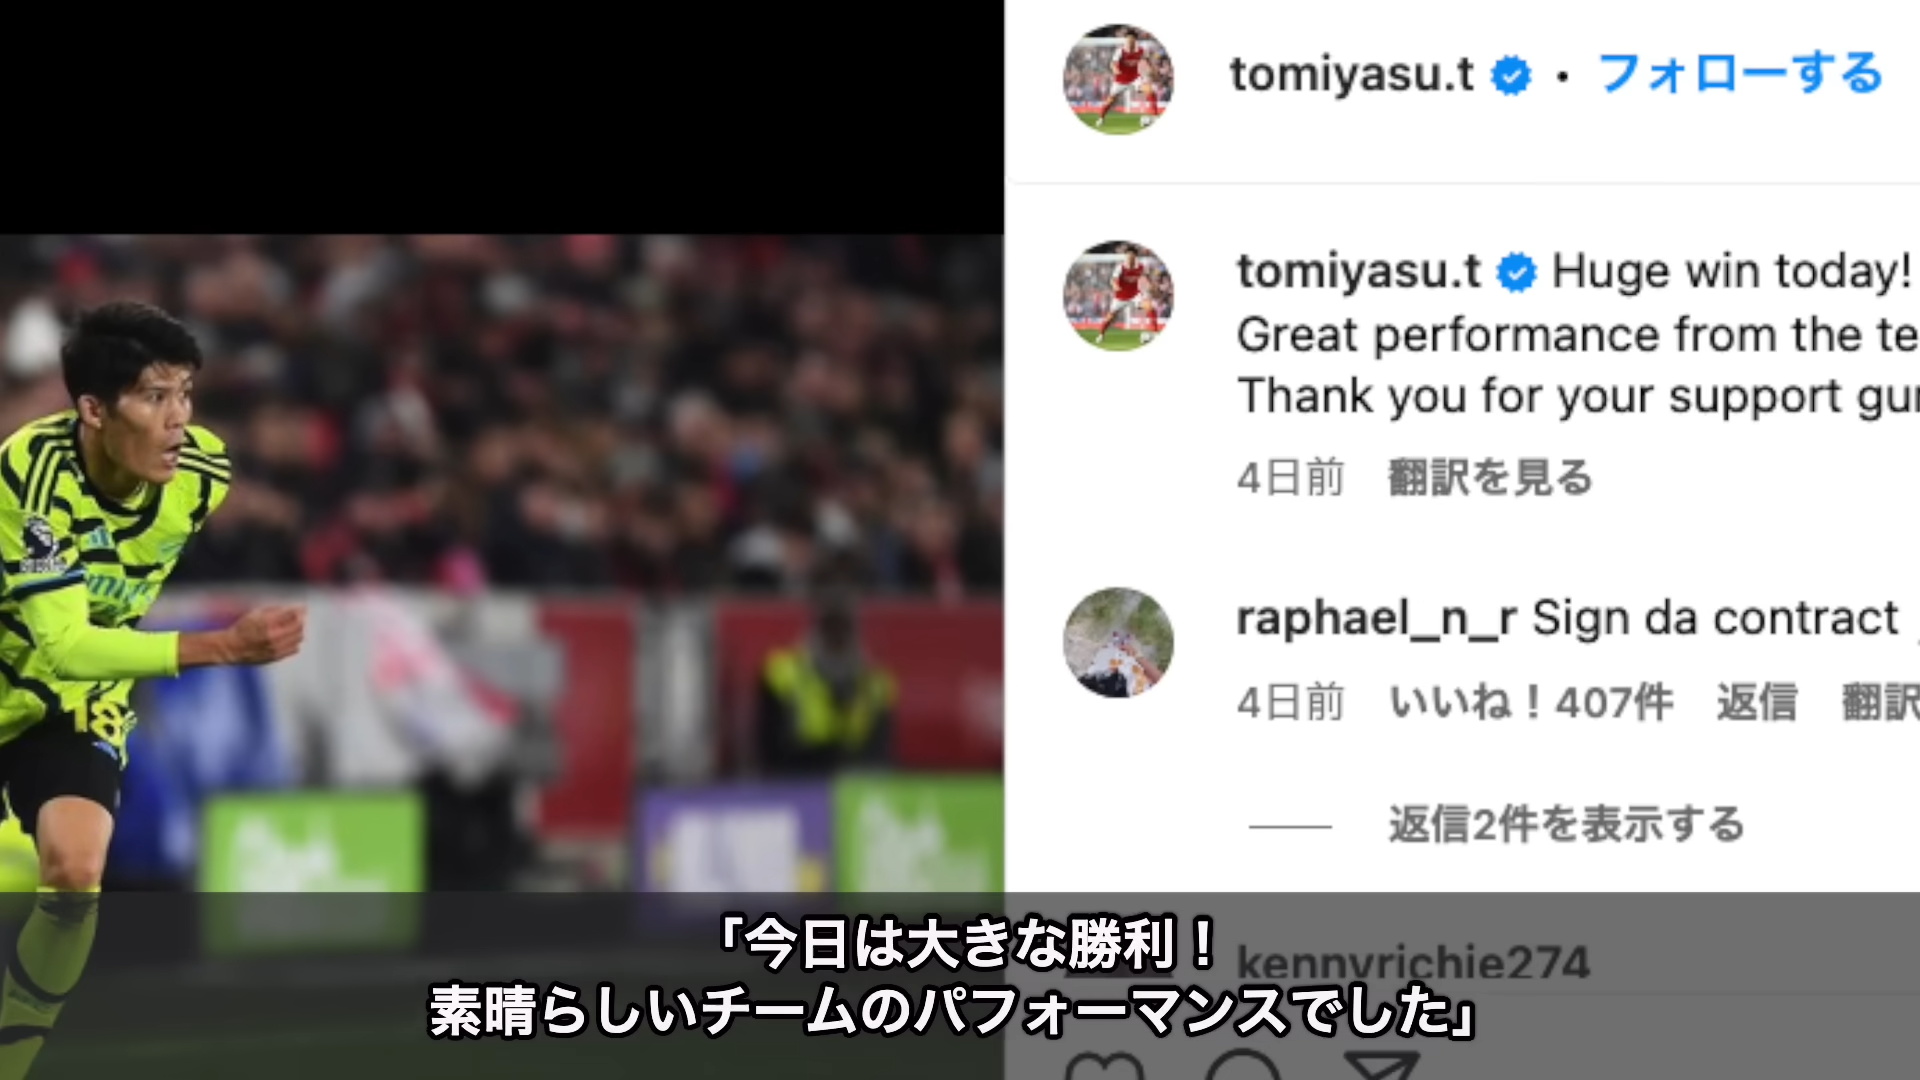 tomiyasu.t • フォローする
tomiyasu.t Huge win today!
Great performance from the te
Thank you for your support gu
4日前 翻訳を見る
raphael_n_r Sign da contract
4日前 いいね！407件 返信 翻訳
返信2件を表示する
kennyrichie274
「今日は大きな勝利！
素晴らしいチームのパフォーマンスでした」
18